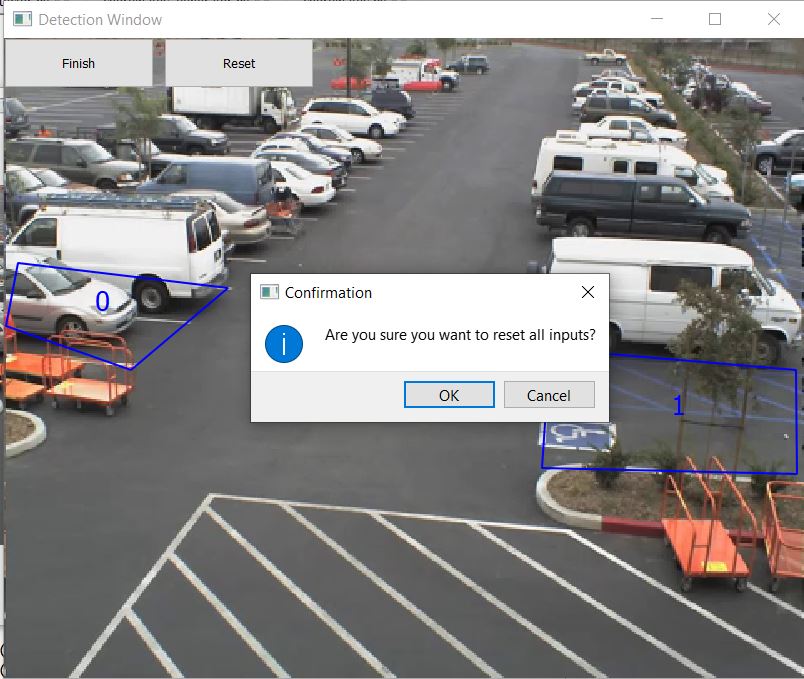 Detection Window
Finish
Reset
0
Confirmation
Are you sure you want to reset all inputs?
OK
Cancel
1